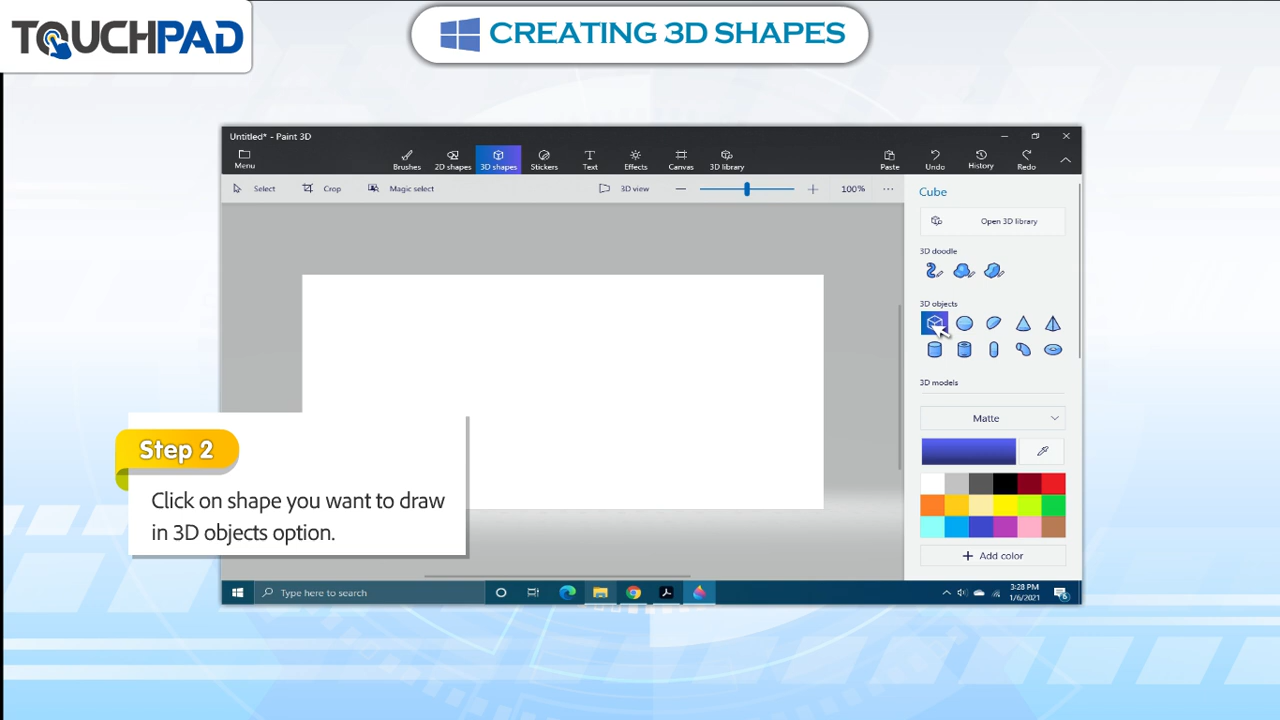 TOUCHPAD
CREATING 3D SHAPES
Untitled* - Paint 3D
Menu
Brushes
2D shapes
3D shapes
Stickers
Text
Effects
Canvas
3D library
Paste
Undo
History
Redo
Select
Crop
Magic select
3D view
100%
Cube
Open 3D library
3D doodle
3D objects
3D models
Matte
Add color
Step 2
Click on shape you want to draw
in 3D objects option.
Type here to search
3:28 PM
1/6/2021